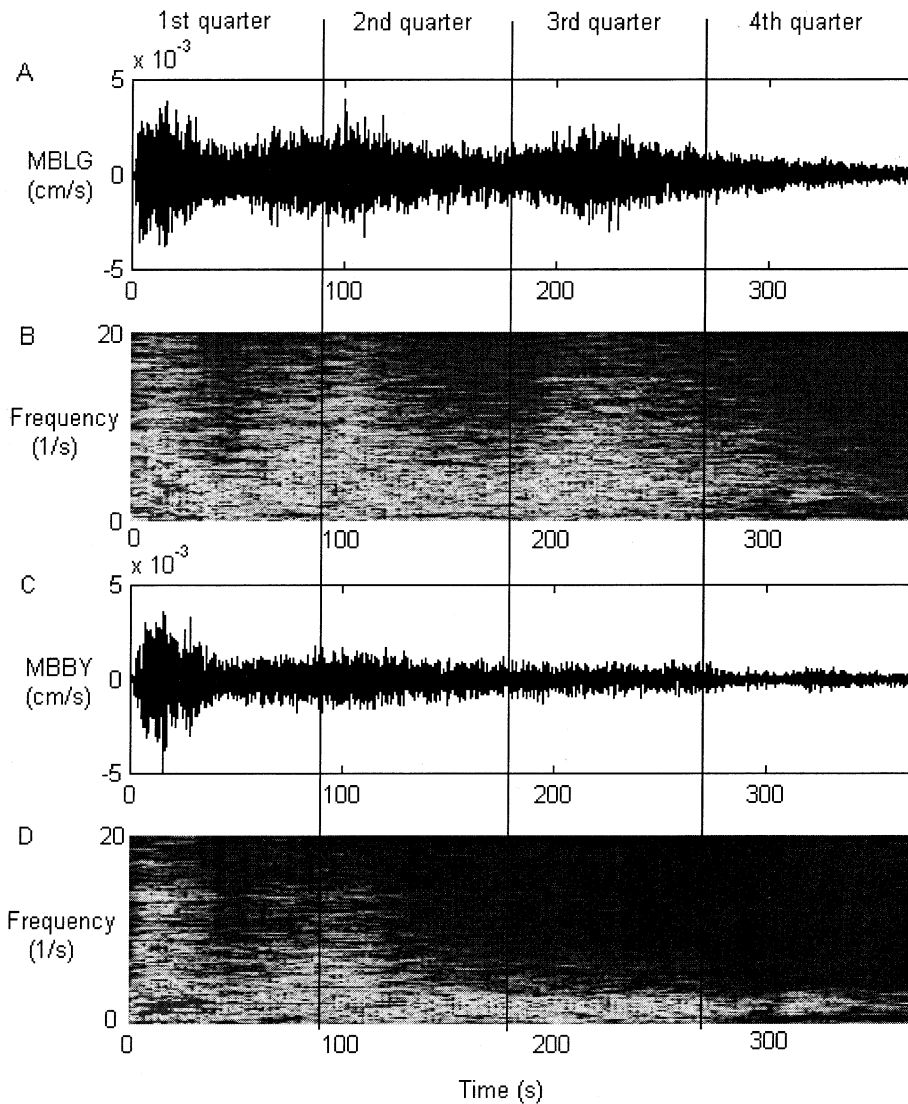 1st quarter 2nd quarter 3rd quarter 4th quarter
A
x 10-3
5
MBLG
(cm/s)
0
-5
0 100 200 300
B
20
Frequency
(1/s)
0
0 100 200 300
C
x 10-3
5
MBBY
(cm/s)
0
-5
0 100 200 300
D
20
Frequency
(1/s)
0
0 100 200 300
Time (s)